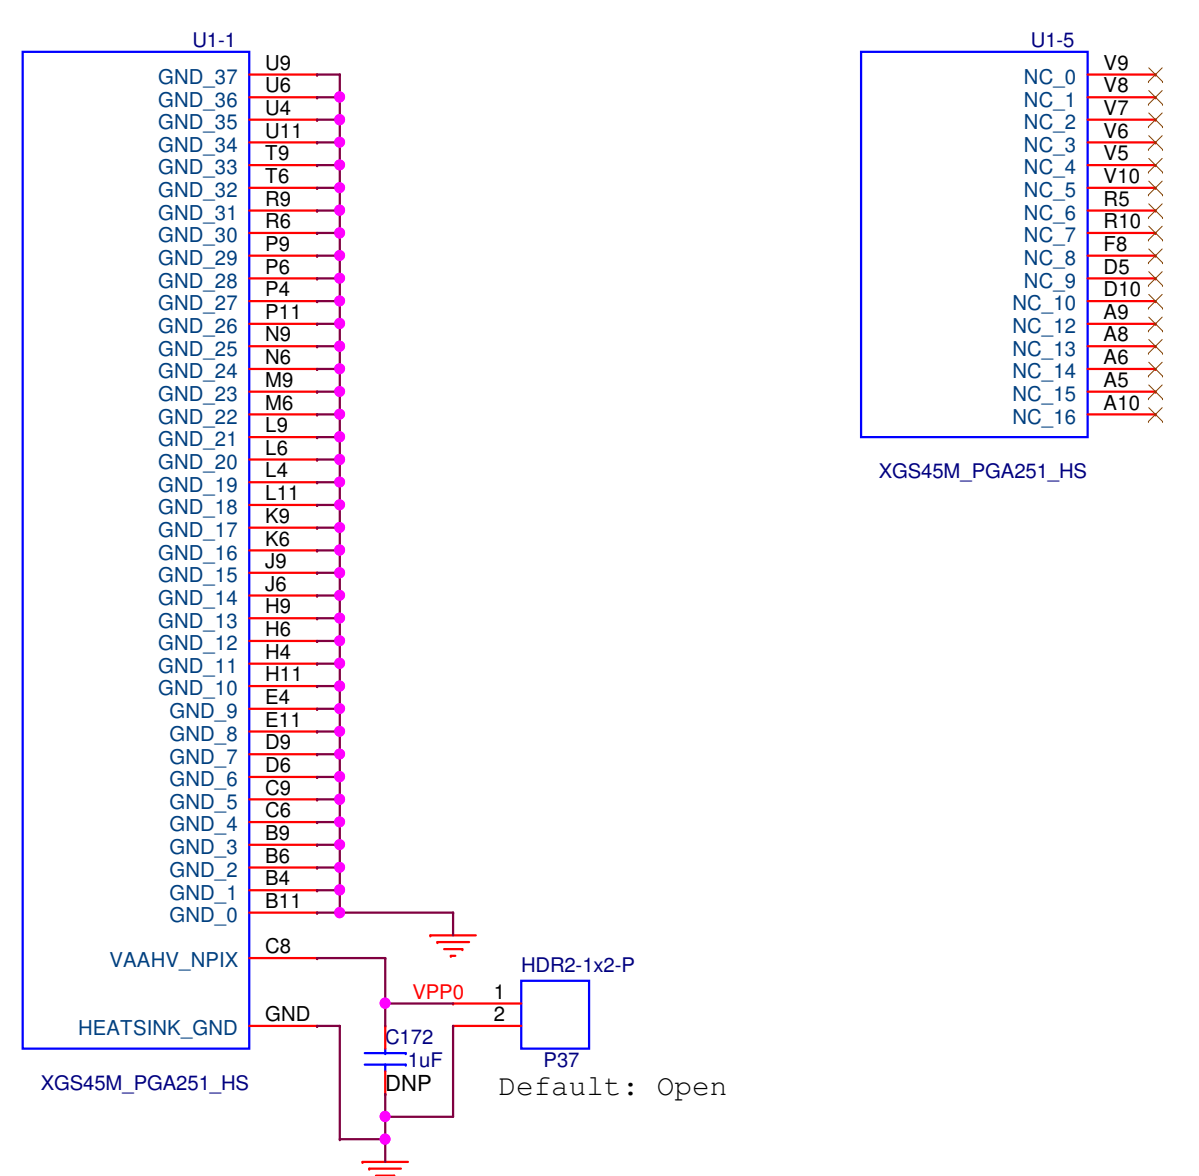 U1-1
GND_37 U9
GND_36 U6
GND_35 U4
GND_34 U11
GND_33 T9
GND_32 T6
GND_31 R9
GND_30 R6
GND_29 P9
GND_28 P6
GND_27 P4
GND_26 P11
GND_25 N9
GND_24 N6
GND_23 M9
GND_22 M6
GND_21 L9
GND_20 L6
GND_19 L4
GND_18 L11
GND_17 K9
GND_16 K6
GND_15 J9
GND_14 J6
GND_13 H9
GND_12 H6
GND_11 H4
GND_10 H11
GND_9 E4
GND_8 E11
GND_7 D9
GND_6 D6
GND_5 C9
GND_4 C6
GND_3 B9
GND_2 B6
GND_1 B4
GND_0 B11
VAAHV_NPIX C8
HEATSINK_GND GND
XGS45M_PGA251_HS
HDR2-1x2-P
VPP0 1
2
P37
Default: Open
C172
1uF
DNP
U1-5
NC_0 V9
NC_1 V8
NC_2 V7
NC_3 V6
NC_4 V5
NC_5 V10
NC_6 R5
NC_7 R10
NC_8 F8
NC_9 D5
NC_10 D10
NC_12 A9
NC_13 A8
NC_14 A6
NC_15 A5
NC_16 A10
XGS45M_PGA251_HS